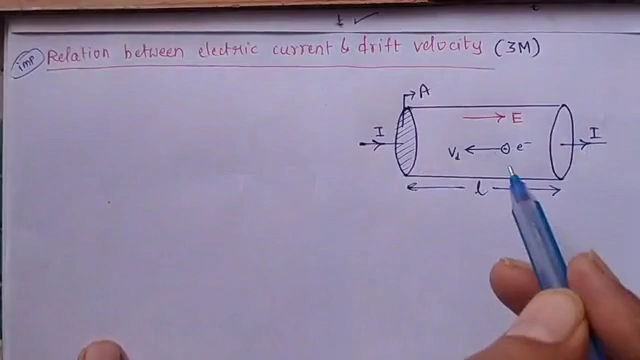 imp Relation between electric current & drift velocity (3M)
A
E
I
Vd
e⁻
I
l